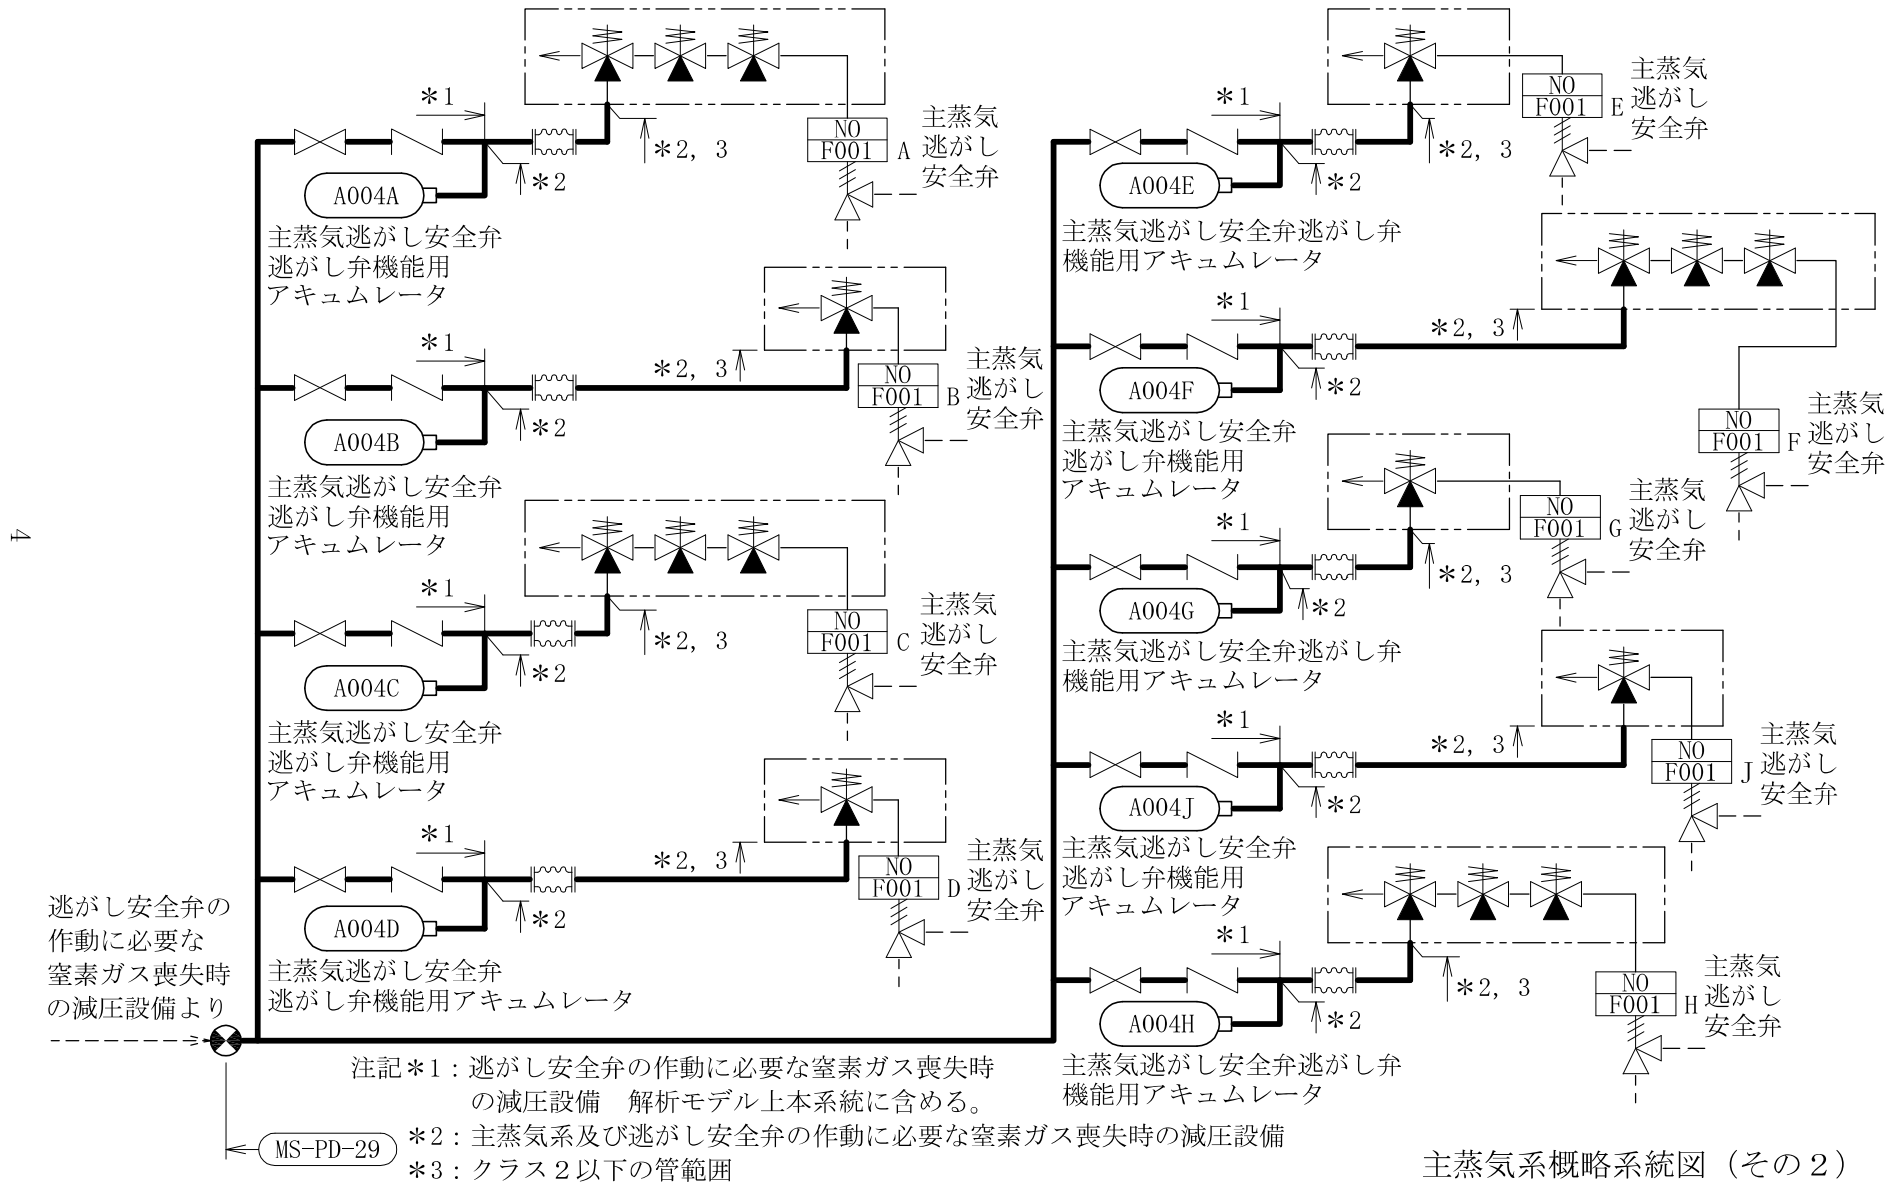 *1
*2, 3
*2
A004A
主蒸気逃がし安全弁
逃がし弁機能用
アキュムレータ
NO
F001
A
主蒸気
逃がし
安全弁
*1
*2, 3
*2
A004B
主蒸気逃がし安全弁
逃がし弁機能用
アキュムレータ
NO
F001
B
主蒸気
逃がし
安全弁
*1
*2, 3
*2
A004C
主蒸気逃がし安全弁
逃がし弁機能用
アキュムレータ
NO
F001
C
主蒸気
逃がし
安全弁
*1
*2, 3
*2
A004D
主蒸気逃がし安全弁
逃がし弁機能用アキュムレータ
NO
F001
D
主蒸気
逃がし
安全弁
*1
*2, 3
*2
A004E
主蒸気逃がし安全弁逃がし弁
機能用アキュムレータ
NO
F001
E
主蒸気
逃がし
安全弁
*1
*2, 3
*2
A004F
主蒸気逃がし安全弁
逃がし弁機能用
アキュムレータ
NO
F001
F
主蒸気
逃がし
安全弁
*1
*2, 3
*2
A004G
主蒸気逃がし安全弁逃がし弁
機能用アキュムレータ
NO
F001
G
主蒸気
逃がし
安全弁
*1
*2, 3
*2
A004J
主蒸気逃がし安全弁
逃がし弁機能用
アキュムレータ
NO
F001
J
主蒸気
逃がし
安全弁
*1
*2, 3
*2
A004H
主蒸気逃がし安全弁逃がし弁
機能用アキュムレータ
NO
F001
H
主蒸気
逃がし
安全弁
逃がし安全弁の
作動に必要な
窒素ガス喪失時
の減圧設備より
MS-PD-29
注記*1:逃がし安全弁の作動に必要な窒素ガス喪失時
の減圧設備 解析モデル上本系統に含める。
*2:主蒸気系及び逃がし安全弁の作動に必要な窒素ガス喪失時の減圧設備
*3:クラス2以下の管範囲
主蒸気系概略系統図(その2)
4